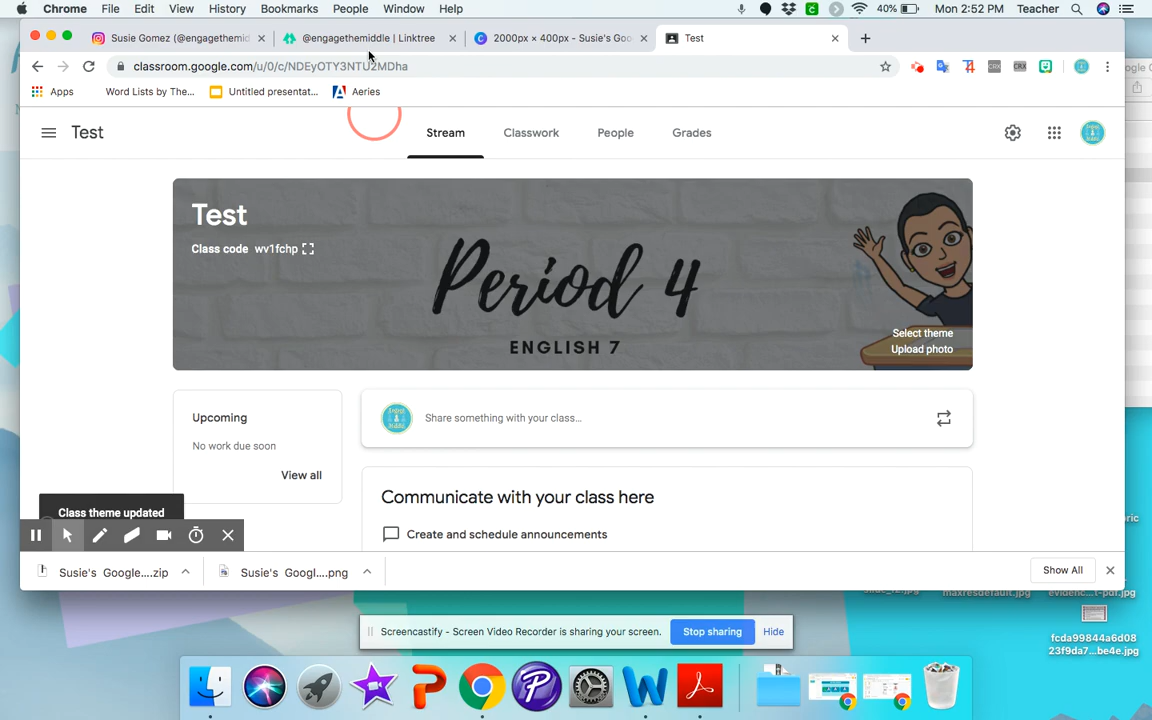 Chrome File Edit View History Bookmarks People Window Help 40% Mon 2:52 PM Teacher
Susie Gomez (@engagethemid @engagethemiddle | Linktree 2000px × 400px - Susie's Goo Test
classroom.google.com/u/0/c/NDEyOTY3NTU2MDha
Apps Word Lists by The... Untitled presentat... Aeries
Test Stream Classwork People Grades
Test
Class code wv1fchp
Period 4
ENGLISH 7
Select theme
Upload photo
Upcoming
No work due soon
View all
Share something with your class...
Communicate with your class here
Create and schedule announcements
Class theme updated
Susie's Google....zip Susie's Googl....png Show All
Screencastify - Screen Video Recorder is sharing your screen. Stop sharing Hide
maxresdefault.jpg
evidenc...t-pdf.jpg
fcda99844a6d08
23f9da7...be4e.jpg